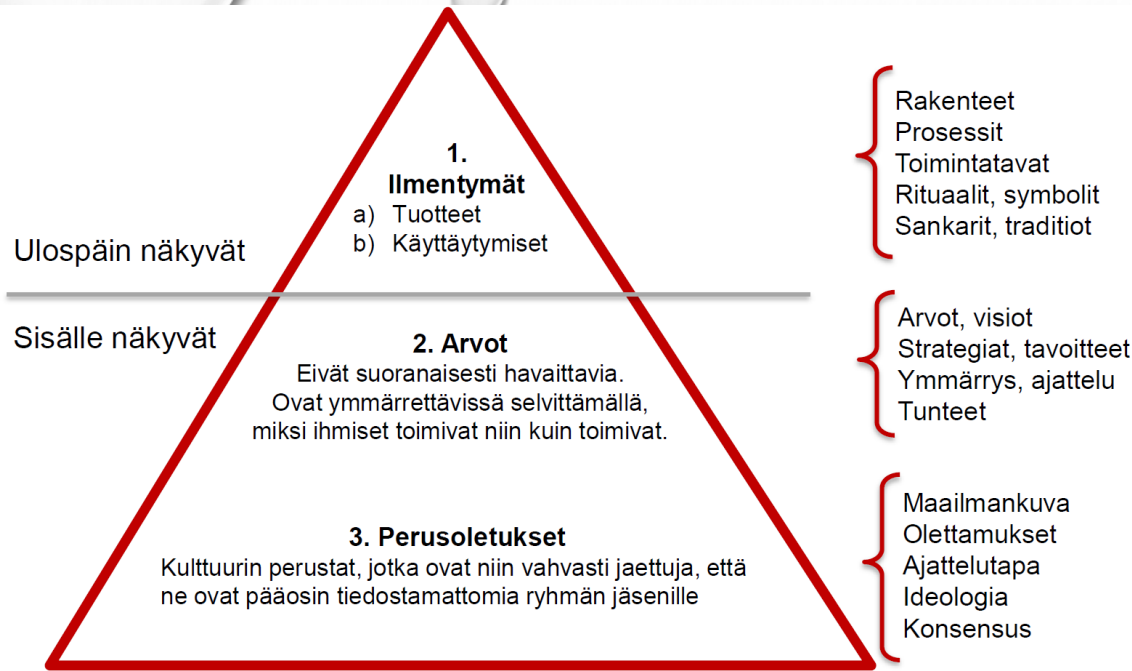 1.
Ilmentymät
a) Tuotteet
b) Käyttäytymiset
Rakenteet
Prosessit
Toimintatavat
Rituaalit, symbolit
Sankarit, traditiot
Ulospäin näkyvät
Sisälle näkyvät
2. Arvot
Eivät suoranaisesti havaittavia.
Ovat ymmärrettävissä selvittämällä,
miksi ihmiset toimivat niin kuin toimivat.
Arvot, visiot
Strategiat, tavoitteet
Ymmärrys, ajattelu
Tunteet
3. Perusoletukset
Kulttuurin perustat, jotka ovat niin vahvasti jaettuja, että
ne ovat pääosin tiedostamattomia ryhmän jäsenille
Maailmankuva
Olettamukset
Ajattelutapa
Ideologia
Konsensus